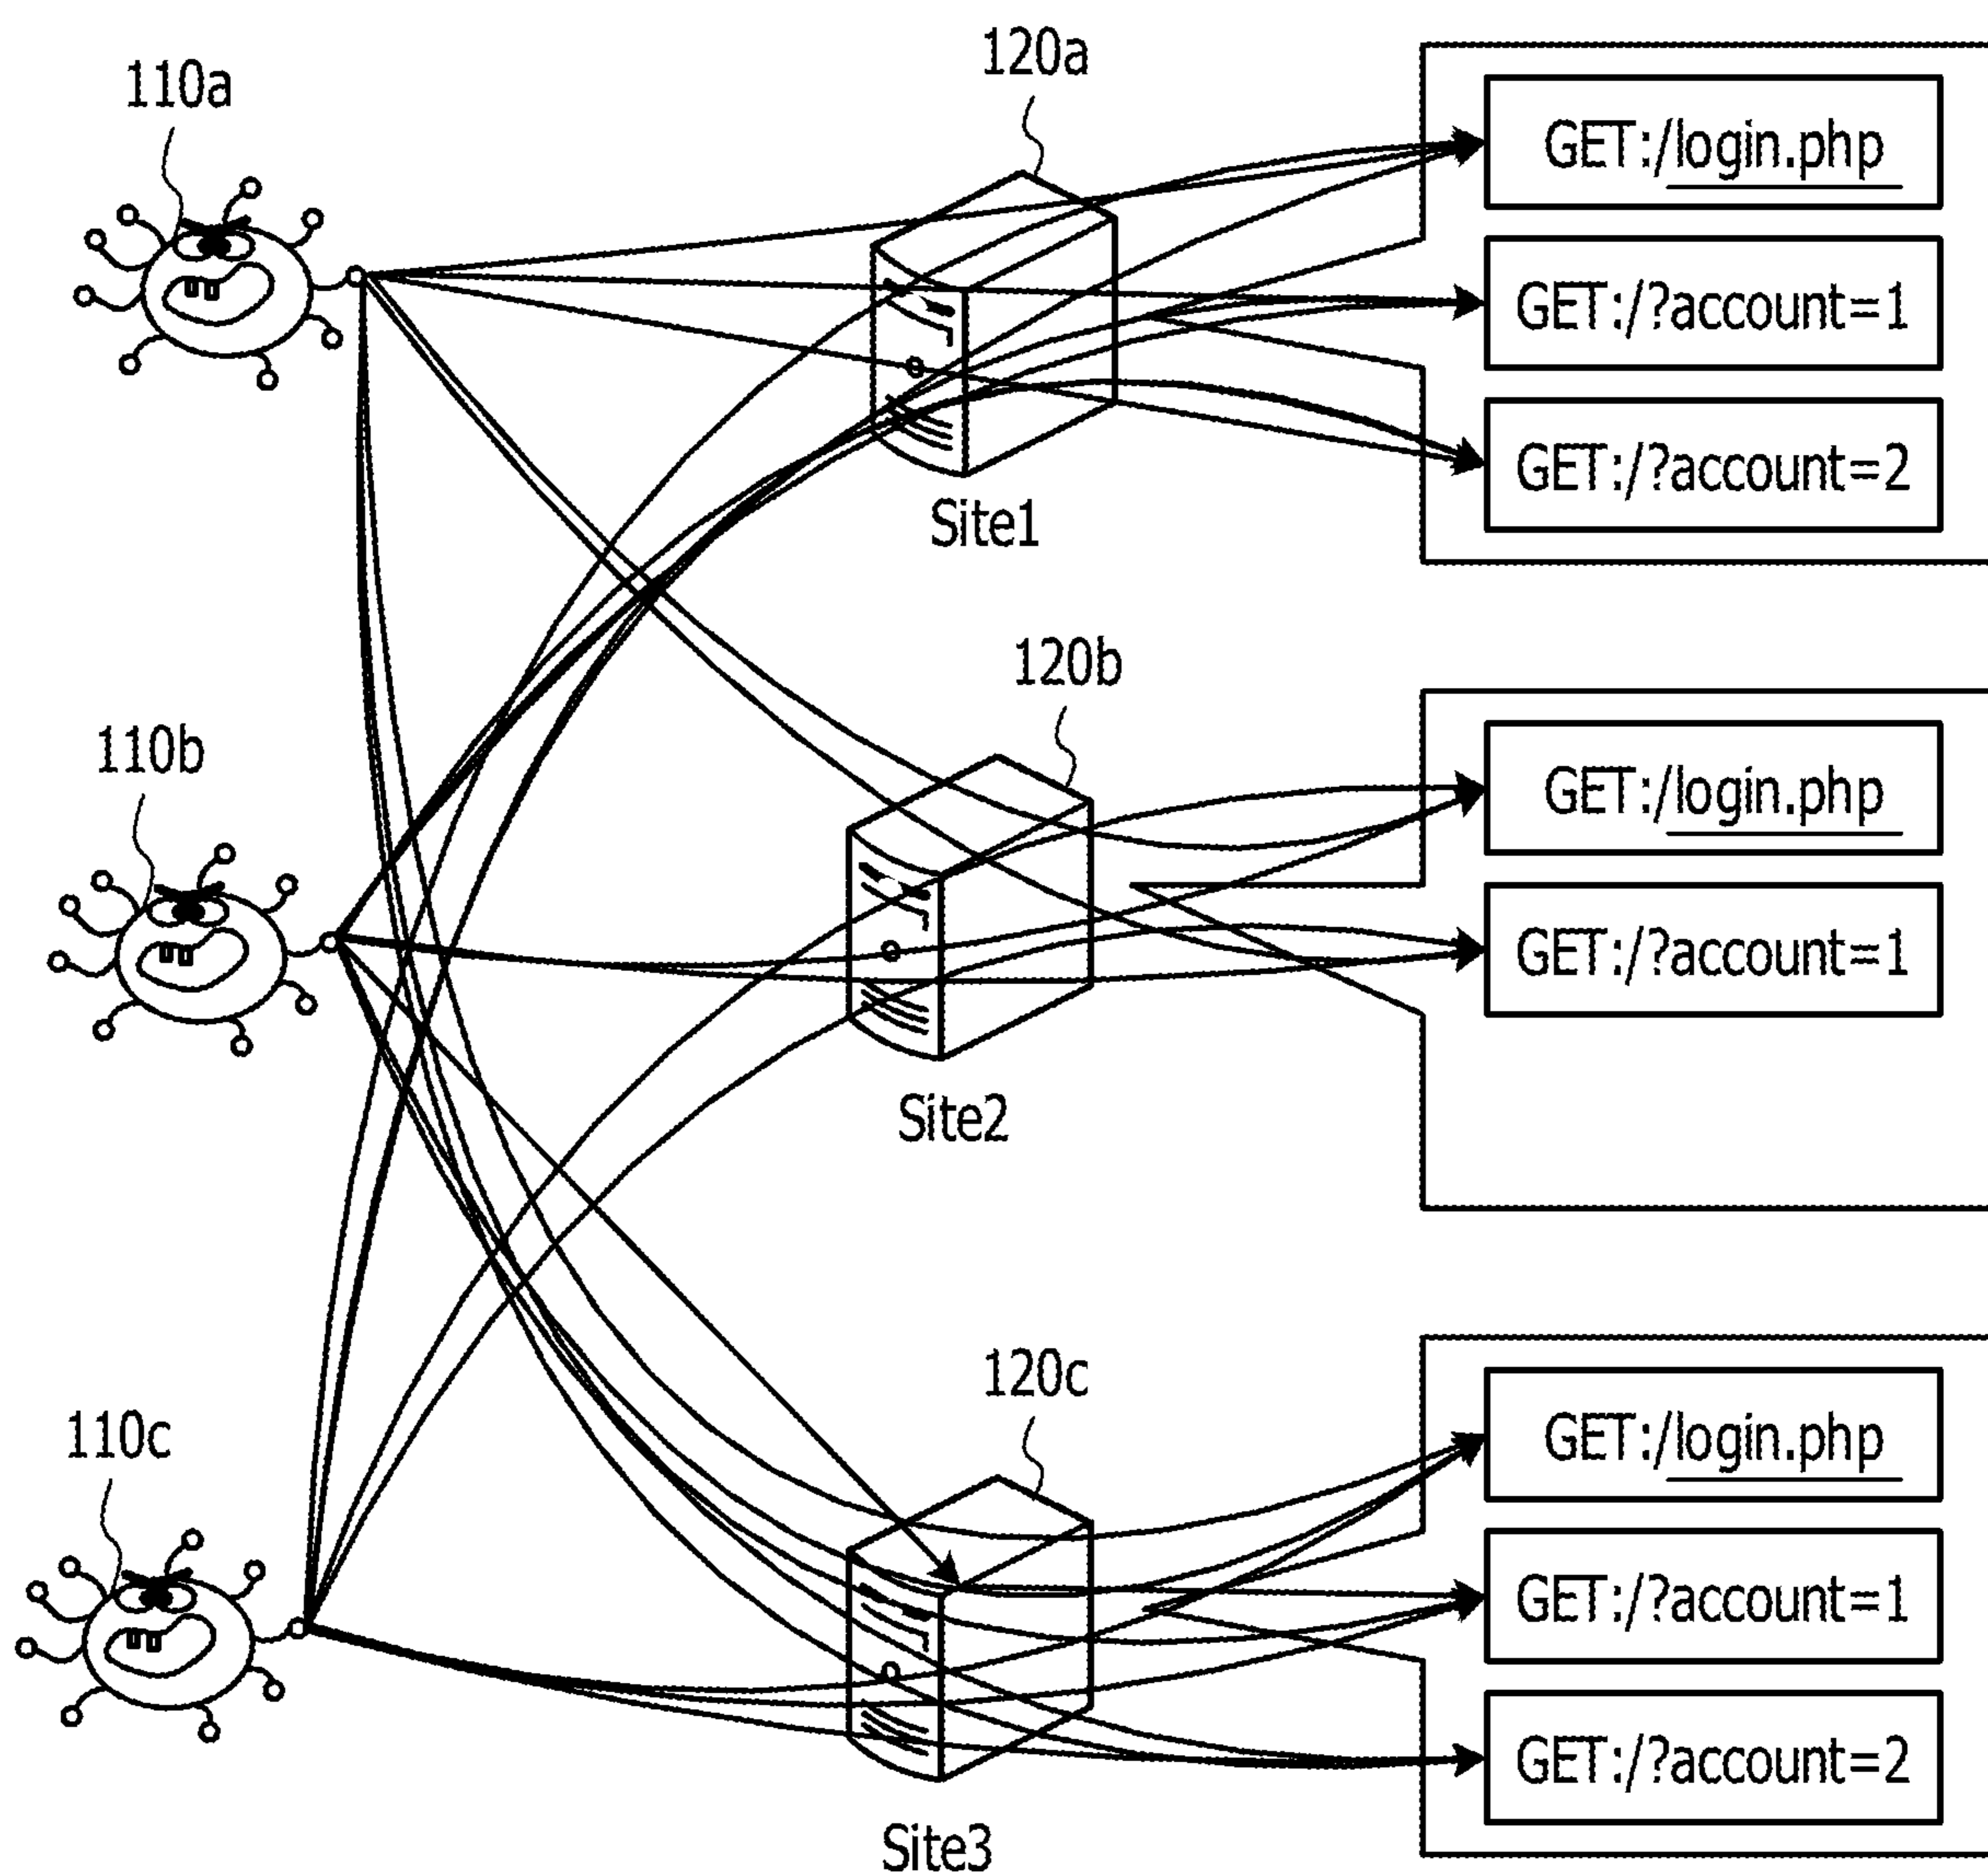 110a
120a
GET:/login.php
GET:/?account=1
GET:/?account=2
Site1
110b
120b
GET:/login.php
GET:/?account=1
Site2
110c
120c
GET:/login.php
GET:/?account=1
GET:/?account=2
Site3